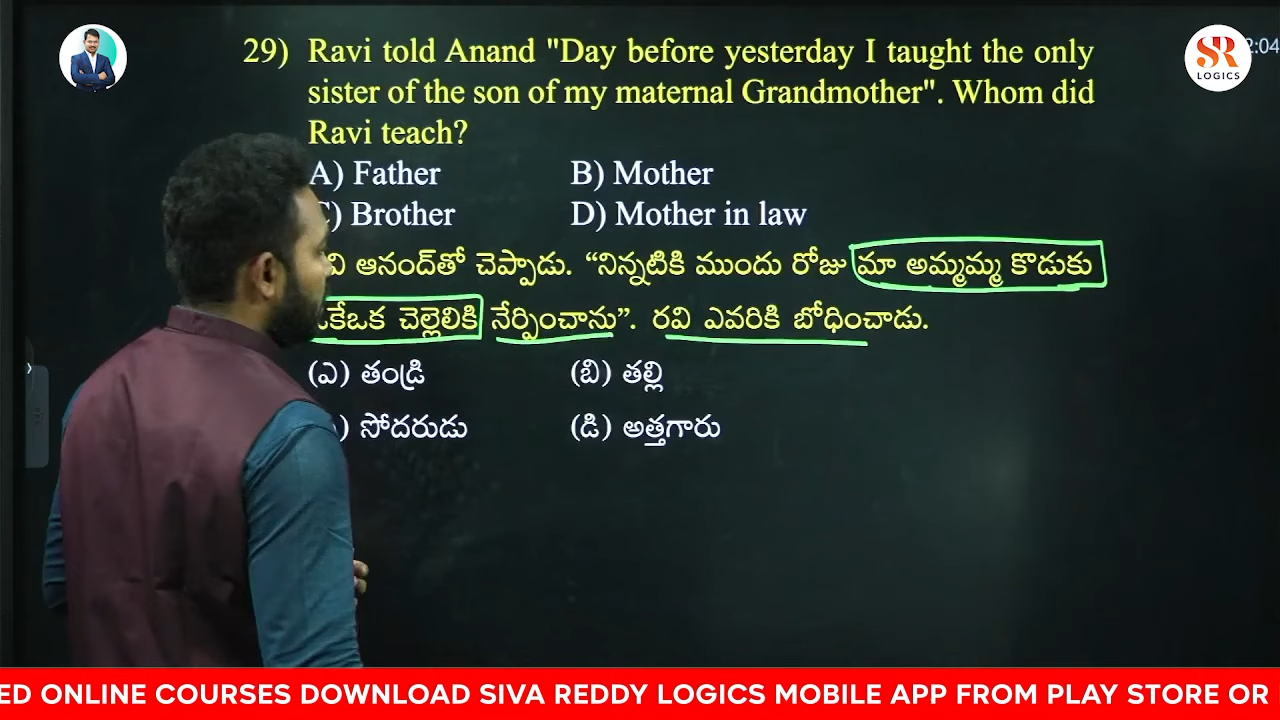 29) Ravi told Anand "Day before yesterday I taught the only
sister of the son of my maternal Grandmother". Whom did
Ravi teach?
A) Father B) Mother
) Brother D) Mother in law
వి ఆనంద్‌తో చెప్పాడు. “నిన్నటికి ముందు రోజు మా అమ్మమ్మ కొడుకు
కేఒక చెల్లెలికి నేర్పించాను”. రవి ఎవరికి బోధించాడు.
(ఎ) తండ్రి (బి) తల్లి
) సోదరుడు (డి) అత్తగారు
SR
LOGICS
2:04
ED ONLINE COURSES DOWNLOAD SIVA REDDY LOGICS MOBILE APP FROM PLAY STORE OR